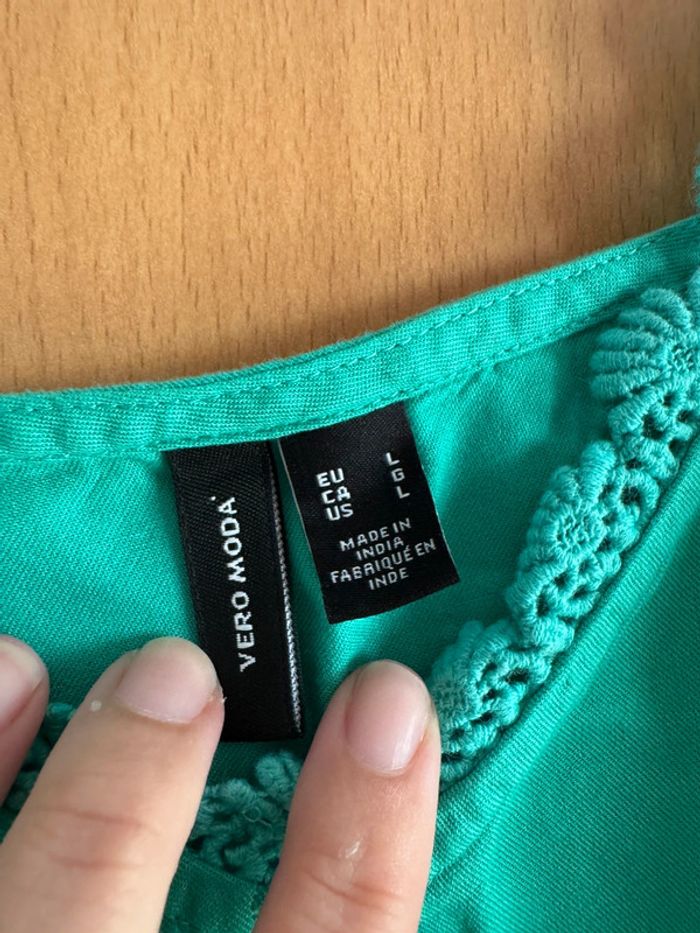 VERO MODA
EU L
CA G
US L
MADE IN
INDIA
FABRIQUÉ EN
INDE